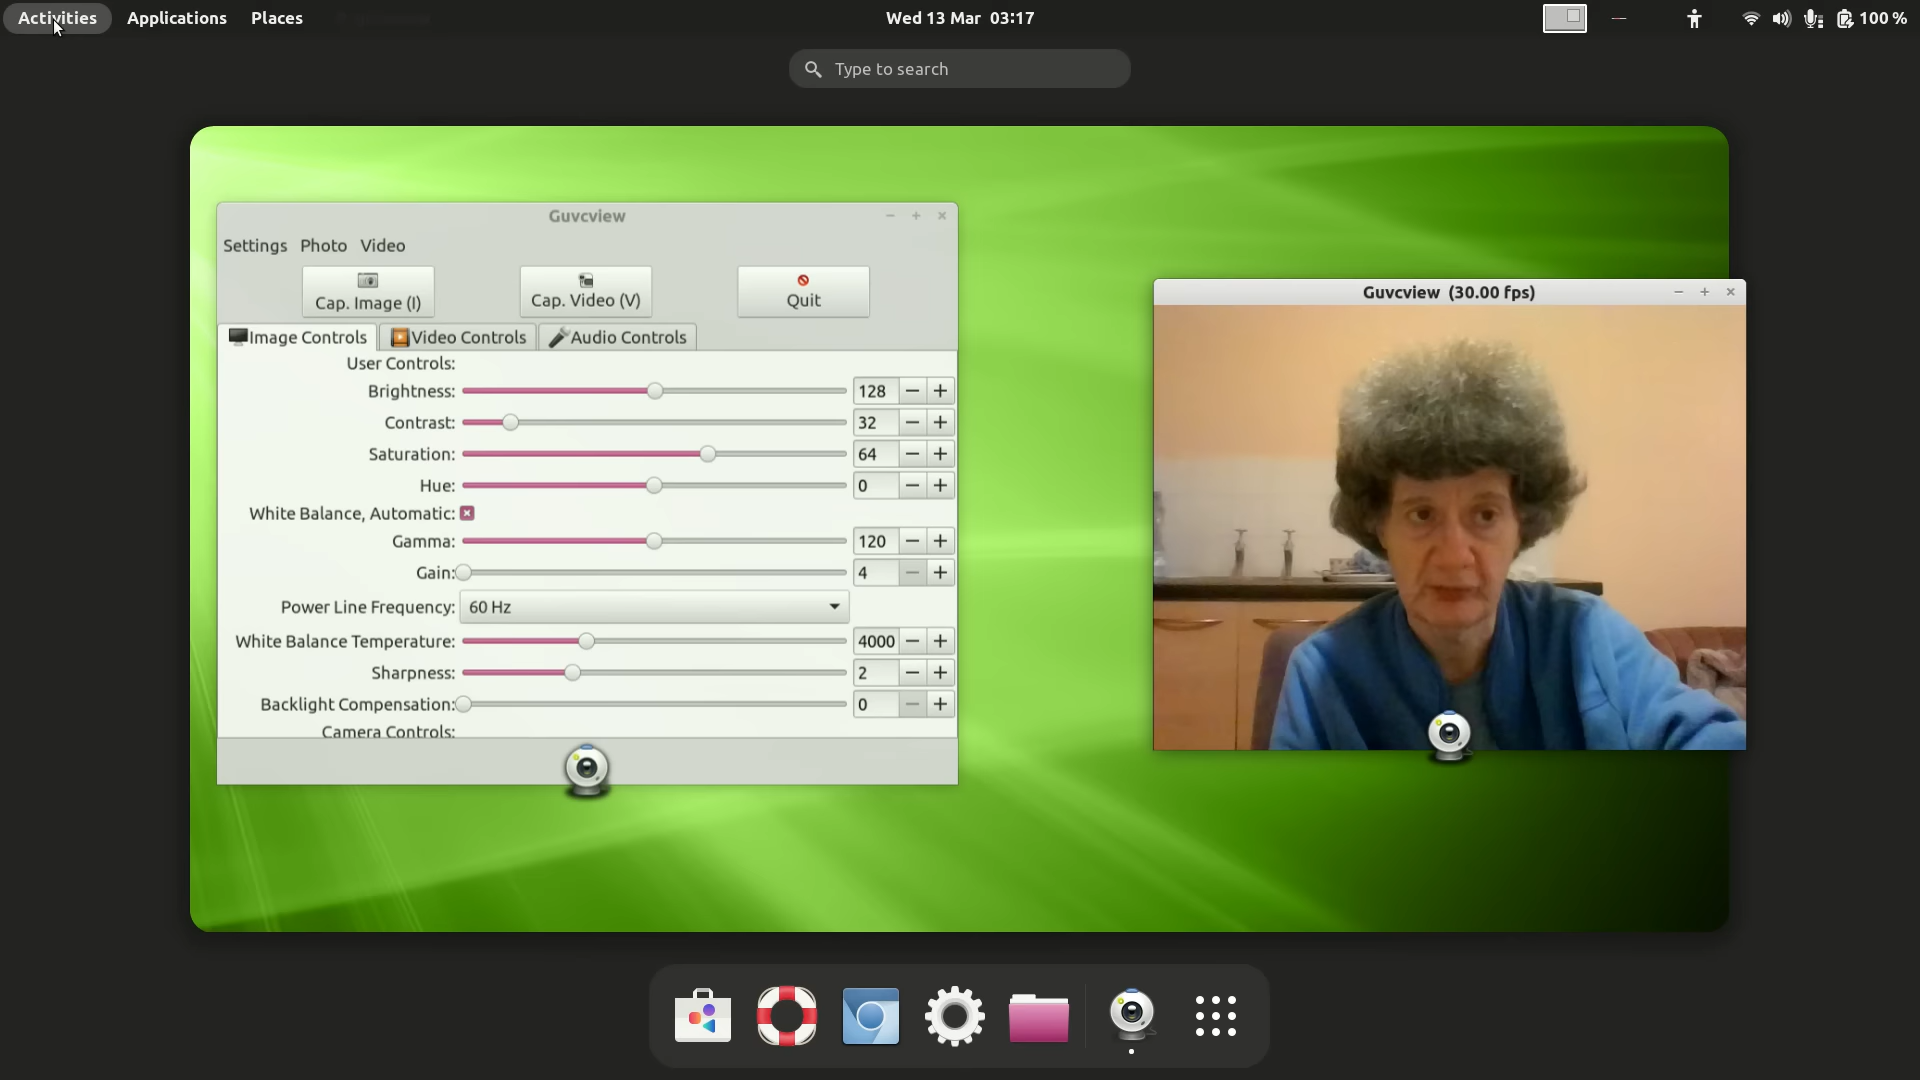 Activities Applications Places Wed 13 Mar 03:17 100 %
Type to search
Guvcview
Settings Photo Video
Cap. Image (I) Cap. Video (V) Quit
Image Controls Video Controls Audio Controls
User Controls:
Brightness: 128
Contrast: 32
Saturation: 64
Hue: 0
White Balance, Automatic:
Gamma: 120
Gain: 4
Power Line Frequency: 60 Hz
White Balance Temperature: 4000
Sharpness: 2
Backlight Compensation: 0
Camera Controls:
Guvcview (30.00 fps)